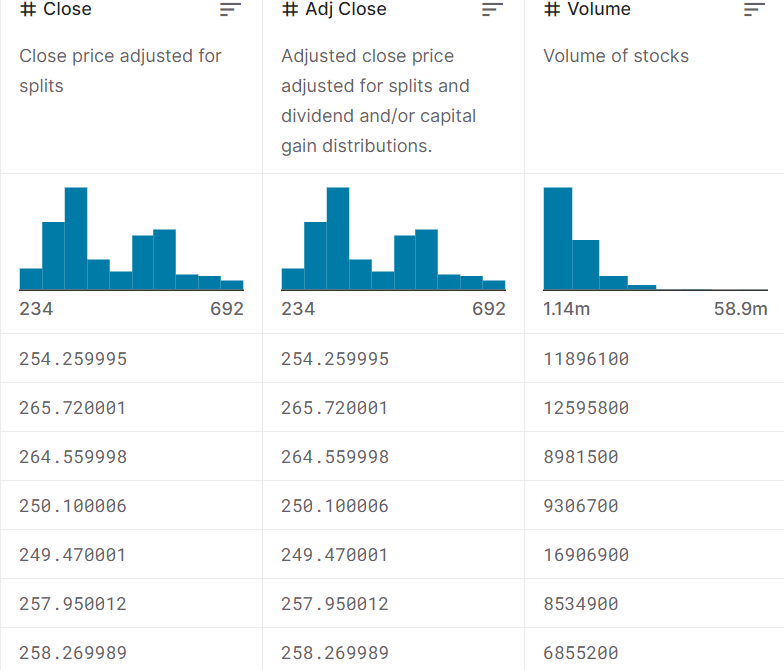 # Close
# Adj Close
# Volume
Close price adjusted for
splits
Adjusted close price
adjusted for splits and
dividend and/or capital
gain distributions.
Volume of stocks
234 692
234 692
1.14m 58.9m
254.259995 254.259995 11896100
265.720001 265.720001 12595800
264.559998 264.559998 8981500
250.100006 250.100006 9306700
249.470001 249.470001 16906900
257.950012 257.950012 8534900
258.269989 258.269989 6855200